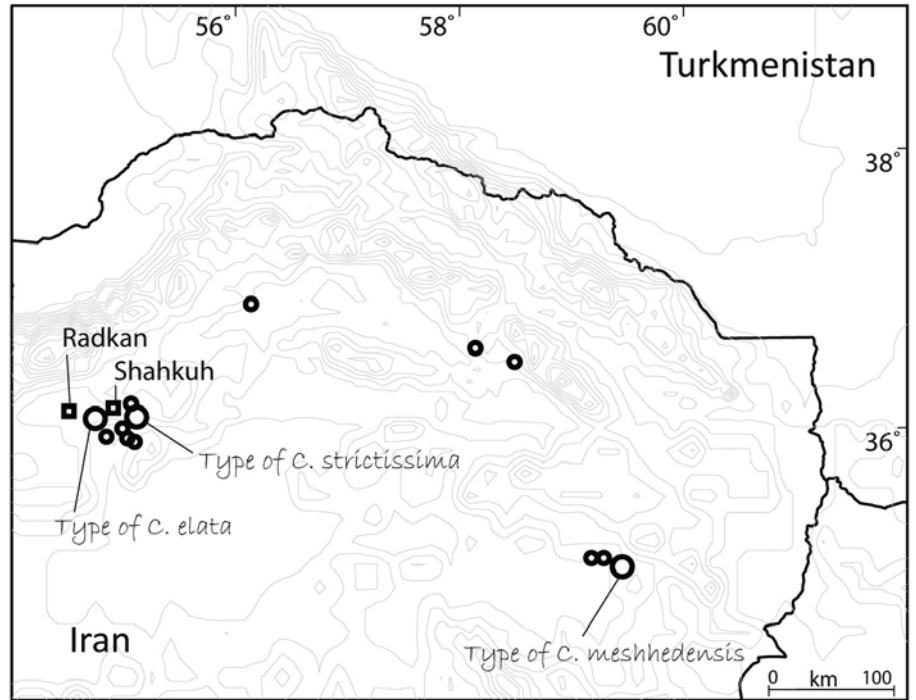 56˚ 58˚ 60˚
Turkmenistan
38˚
Radkan
Shahkuh
36˚
Type of C. strictissima
Type of C. elata
Iran
Type of C. meshhedensis
0 km 100